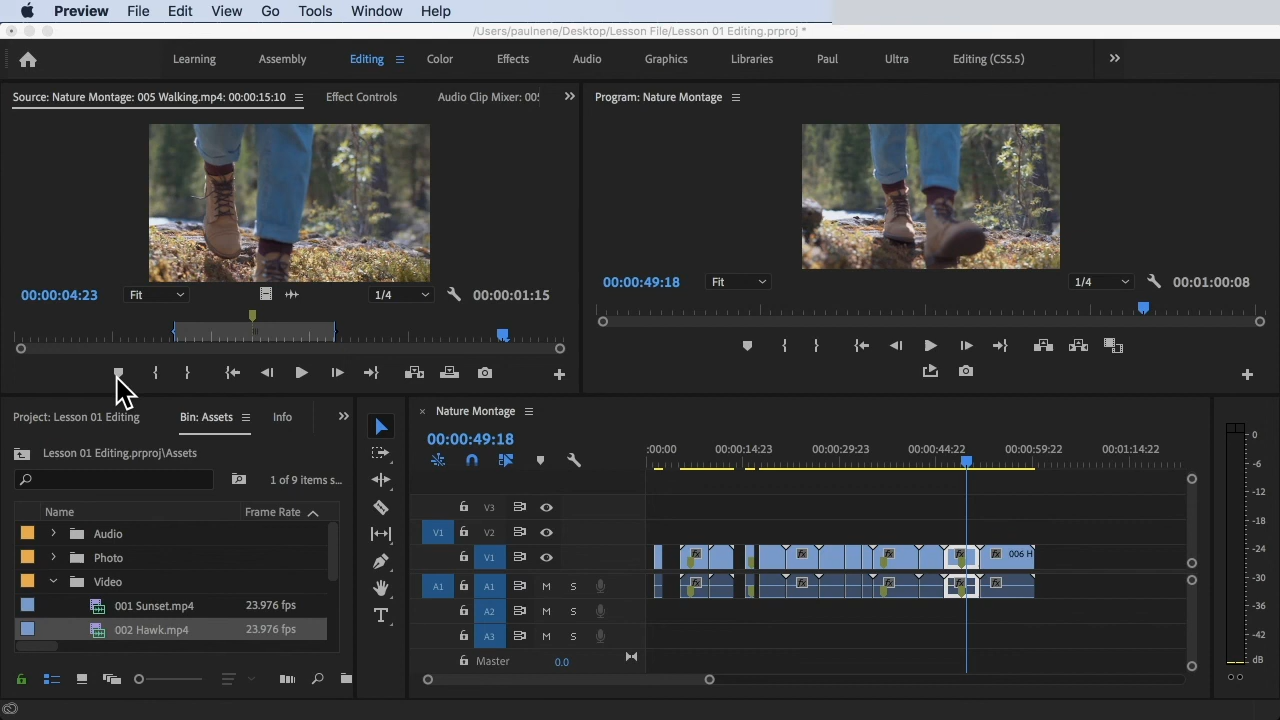 Preview File Edit View Go Tools Window Help
/Users/paulnene/Desktop/Lesson File/Lesson 01 Editing.prproj *
Learning Assembly Editing Color Effects Audio Graphics Libraries Paul Ultra Editing (CS5.5)
Source: Nature Montage: 005 Walking.mp4: 00:00:15:10 Effect Controls Audio Clip Mixer: 005
Program: Nature Montage
00:00:04:23 Fit 1/4 00:00:01:15
00:00:49:18 Fit 1/4 00:01:00:08
Project: Lesson 01 Editing Bin: Assets Info
Lesson 01 Editing.prproj\Assets
1 of 9 items s...
Name Frame Rate
Audio
Photo
Video
001 Sunset.mp4 23.976 fps
002 Hawk.mp4 23.976 fps
Nature Montage
00:00:49:18
:00:00 00:00:14:23 00:00:29:23 00:00:44:22 00:00:59:22 00:01:14:22
V3
V1 V2
V1 fx fx fx fx 006 H
A1 A1 M S
A2 M S
A3 M S
Master 0.0
0
-6
-12
-18
-24
-30
-36
-42
dB